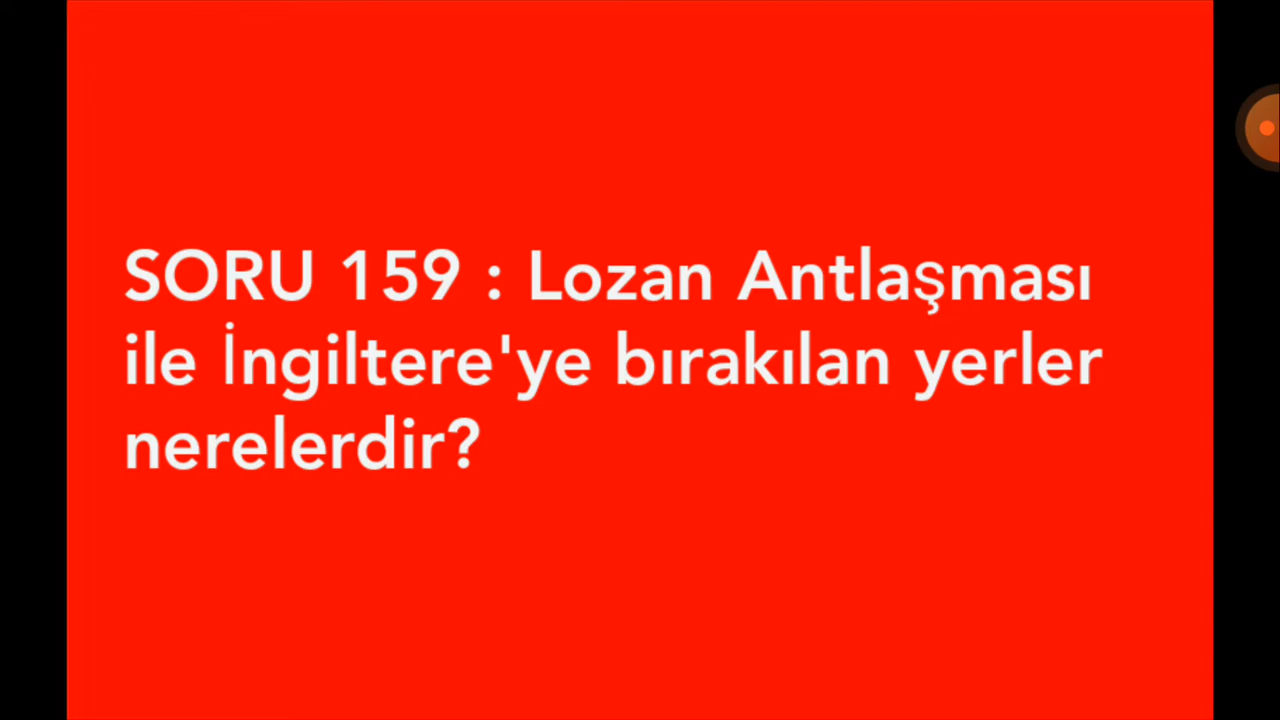 SORU 159 : Lozan Antlaşması
ile İngiltere'ye bırakılan yerler
nerelerdir?